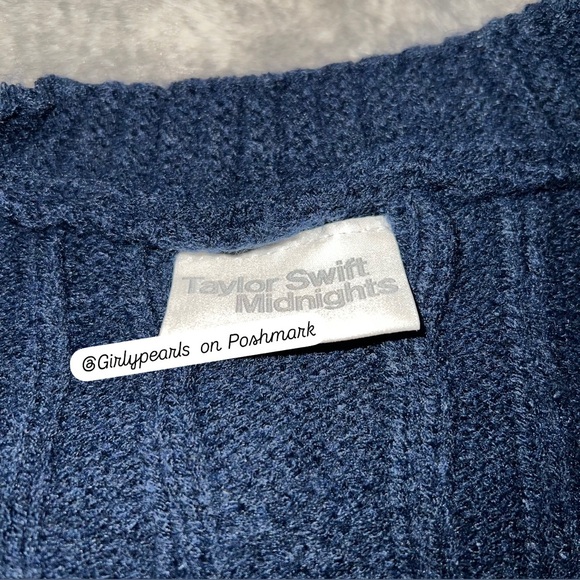 Taylor Swift
Midnights
@Girlypearls on Poshmark